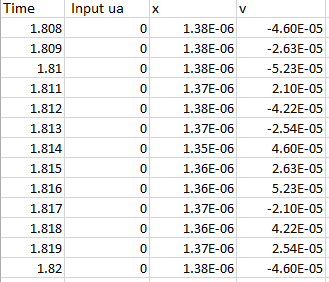 Time Input ua x v
1.808 0 1.38E-06 -4.60E-05
1.809 0 1.38E-06 -2.63E-05
1.81 0 1.38E-06 -5.23E-05
1.811 0 1.37E-06 2.10E-05
1.812 0 1.38E-06 -4.22E-05
1.813 0 1.37E-06 -2.54E-05
1.814 0 1.35E-06 4.60E-05
1.815 0 1.36E-06 2.63E-05
1.816 0 1.36E-06 5.23E-05
1.817 0 1.37E-06 -2.10E-05
1.818 0 1.36E-06 4.22E-05
1.819 0 1.37E-06 2.54E-05
1.82 0 1.38E-06 -4.60E-05